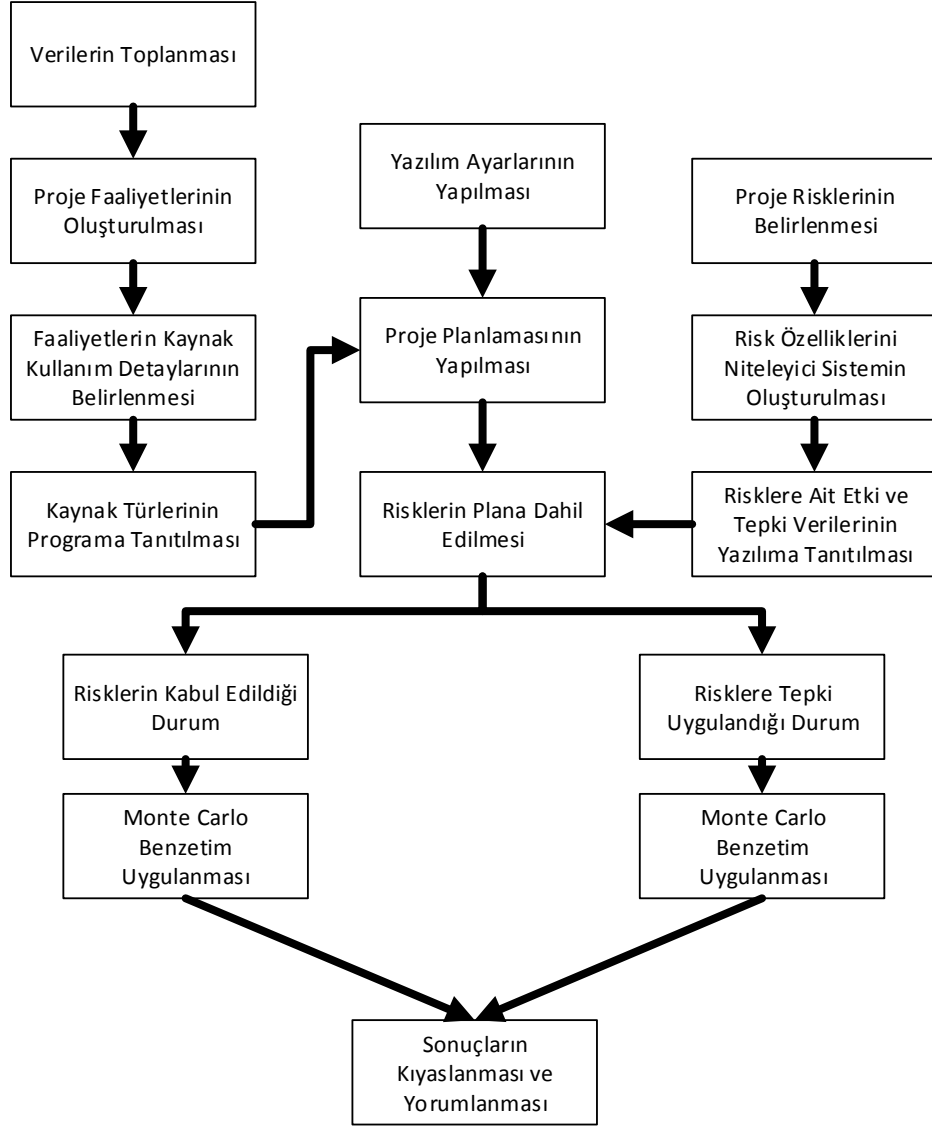 Verilerin Toplanması
Proje Faaliyetlerinin
Oluşturulması
Faaliyetlerin Kaynak
Kullanım Detaylarının
Belirlenmesi
Kaynak Türlerinin
Programa Tanıtılması
Yazılım Ayarlarının
Yapılması
Proje Planlamasının
Yapılması
Risklerin Plana Dahil
Edilmesi
Proje Risklerinin
Belirlenmesi
Risk Özelliklerini
Niteleyici Sistemin
Oluşturulması
Risklere Ait Etki ve
Tepki Verilerinin
Yazılıma Tanıtılması
Risklerin Kabul Edildiği
Durum
Monte Carlo
Benzetim
Uygulanması
Risklere Tepki
Uygulandığı Durum
Monte Carlo
Benzetim
Uygulanması
Sonuçların
Kıyaslanması ve
Yorumlanması